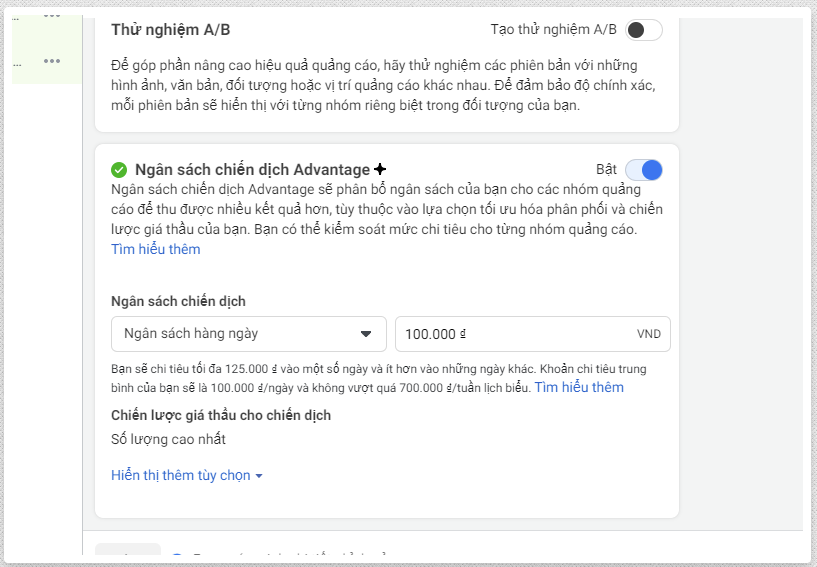 Thử nghiệm A/B
Tạo thử nghiệm A/B
Để góp phần nâng cao hiệu quả quảng cáo, hãy thử nghiệm các phiên bản với những
hình ảnh, văn bản, đối tượng hoặc vị trí quảng cáo khác nhau. Để đảm bảo độ chính xác,
mỗi phiên bản sẽ hiển thị với từng nhóm riêng biệt trong đối tượng của bạn.
Ngân sách chiến dịch Advantage
Bật
Ngân sách chiến dịch Advantage sẽ phân bổ ngân sách của bạn cho các nhóm quảng
cáo để thu được nhiều kết quả hơn, tùy thuộc vào lựa chọn tối ưu hóa phân phối và chiến
lược giá thầu của bạn. Bạn có thể kiểm soát mức chi tiêu cho từng nhóm quảng cáo.
Tìm hiểu thêm
Ngân sách chiến dịch
Ngân sách hàng ngày
100.000 ₫
VND
Bạn sẽ chi tiêu tối đa 125.000 ₫ vào một số ngày và ít hơn vào những ngày khác. Khoản chi tiêu trung
bình của bạn sẽ là 100.000 ₫/ngày và không vượt quá 700.000 ₫/tuần lịch biểu. Tìm hiểu thêm
Chiến lược giá thầu cho chiến dịch
Số lượng cao nhất
Hiển thị thêm tùy chọn